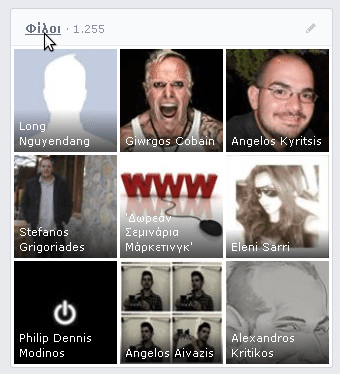 Φίλοι · 1.255
Long
Nguyendang
Giwrgos Cobain
Angelos Kyritsis
Stefanos
Grigoriades
WWW
'Δωρεάν
Σεμινάρια
Μάρκετινγκ'
Eleni Sarri
Philip Dennis
Modinos
Angelos Aivazis
Alexandros
Kritikos